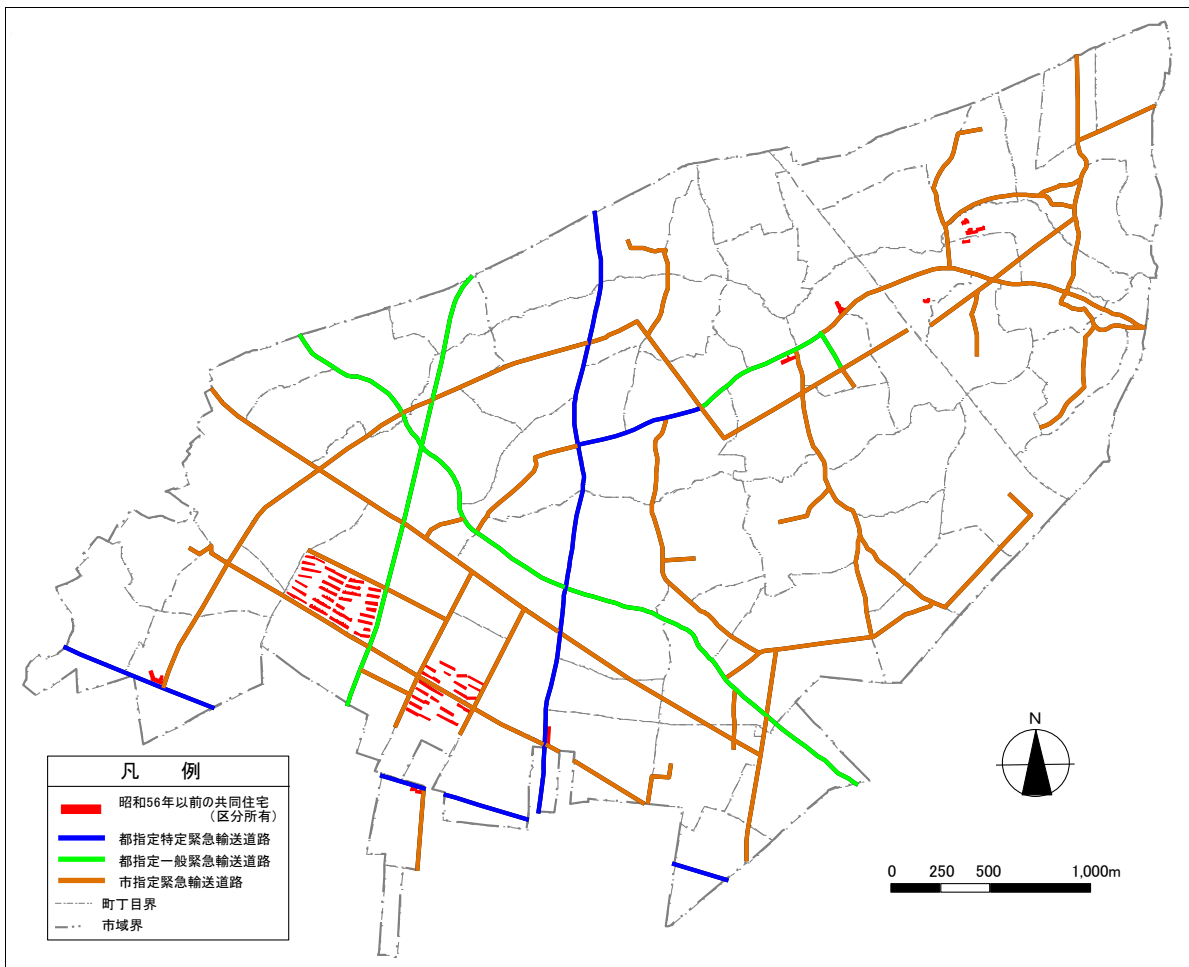 N
凡 例
昭和56年以前の共同住宅
(区分所有)
都指定特定緊急輸送道路
都指定一般緊急輸送道路
市指定緊急輸送道路
町丁目界
市域界
0 250 500 1,000m